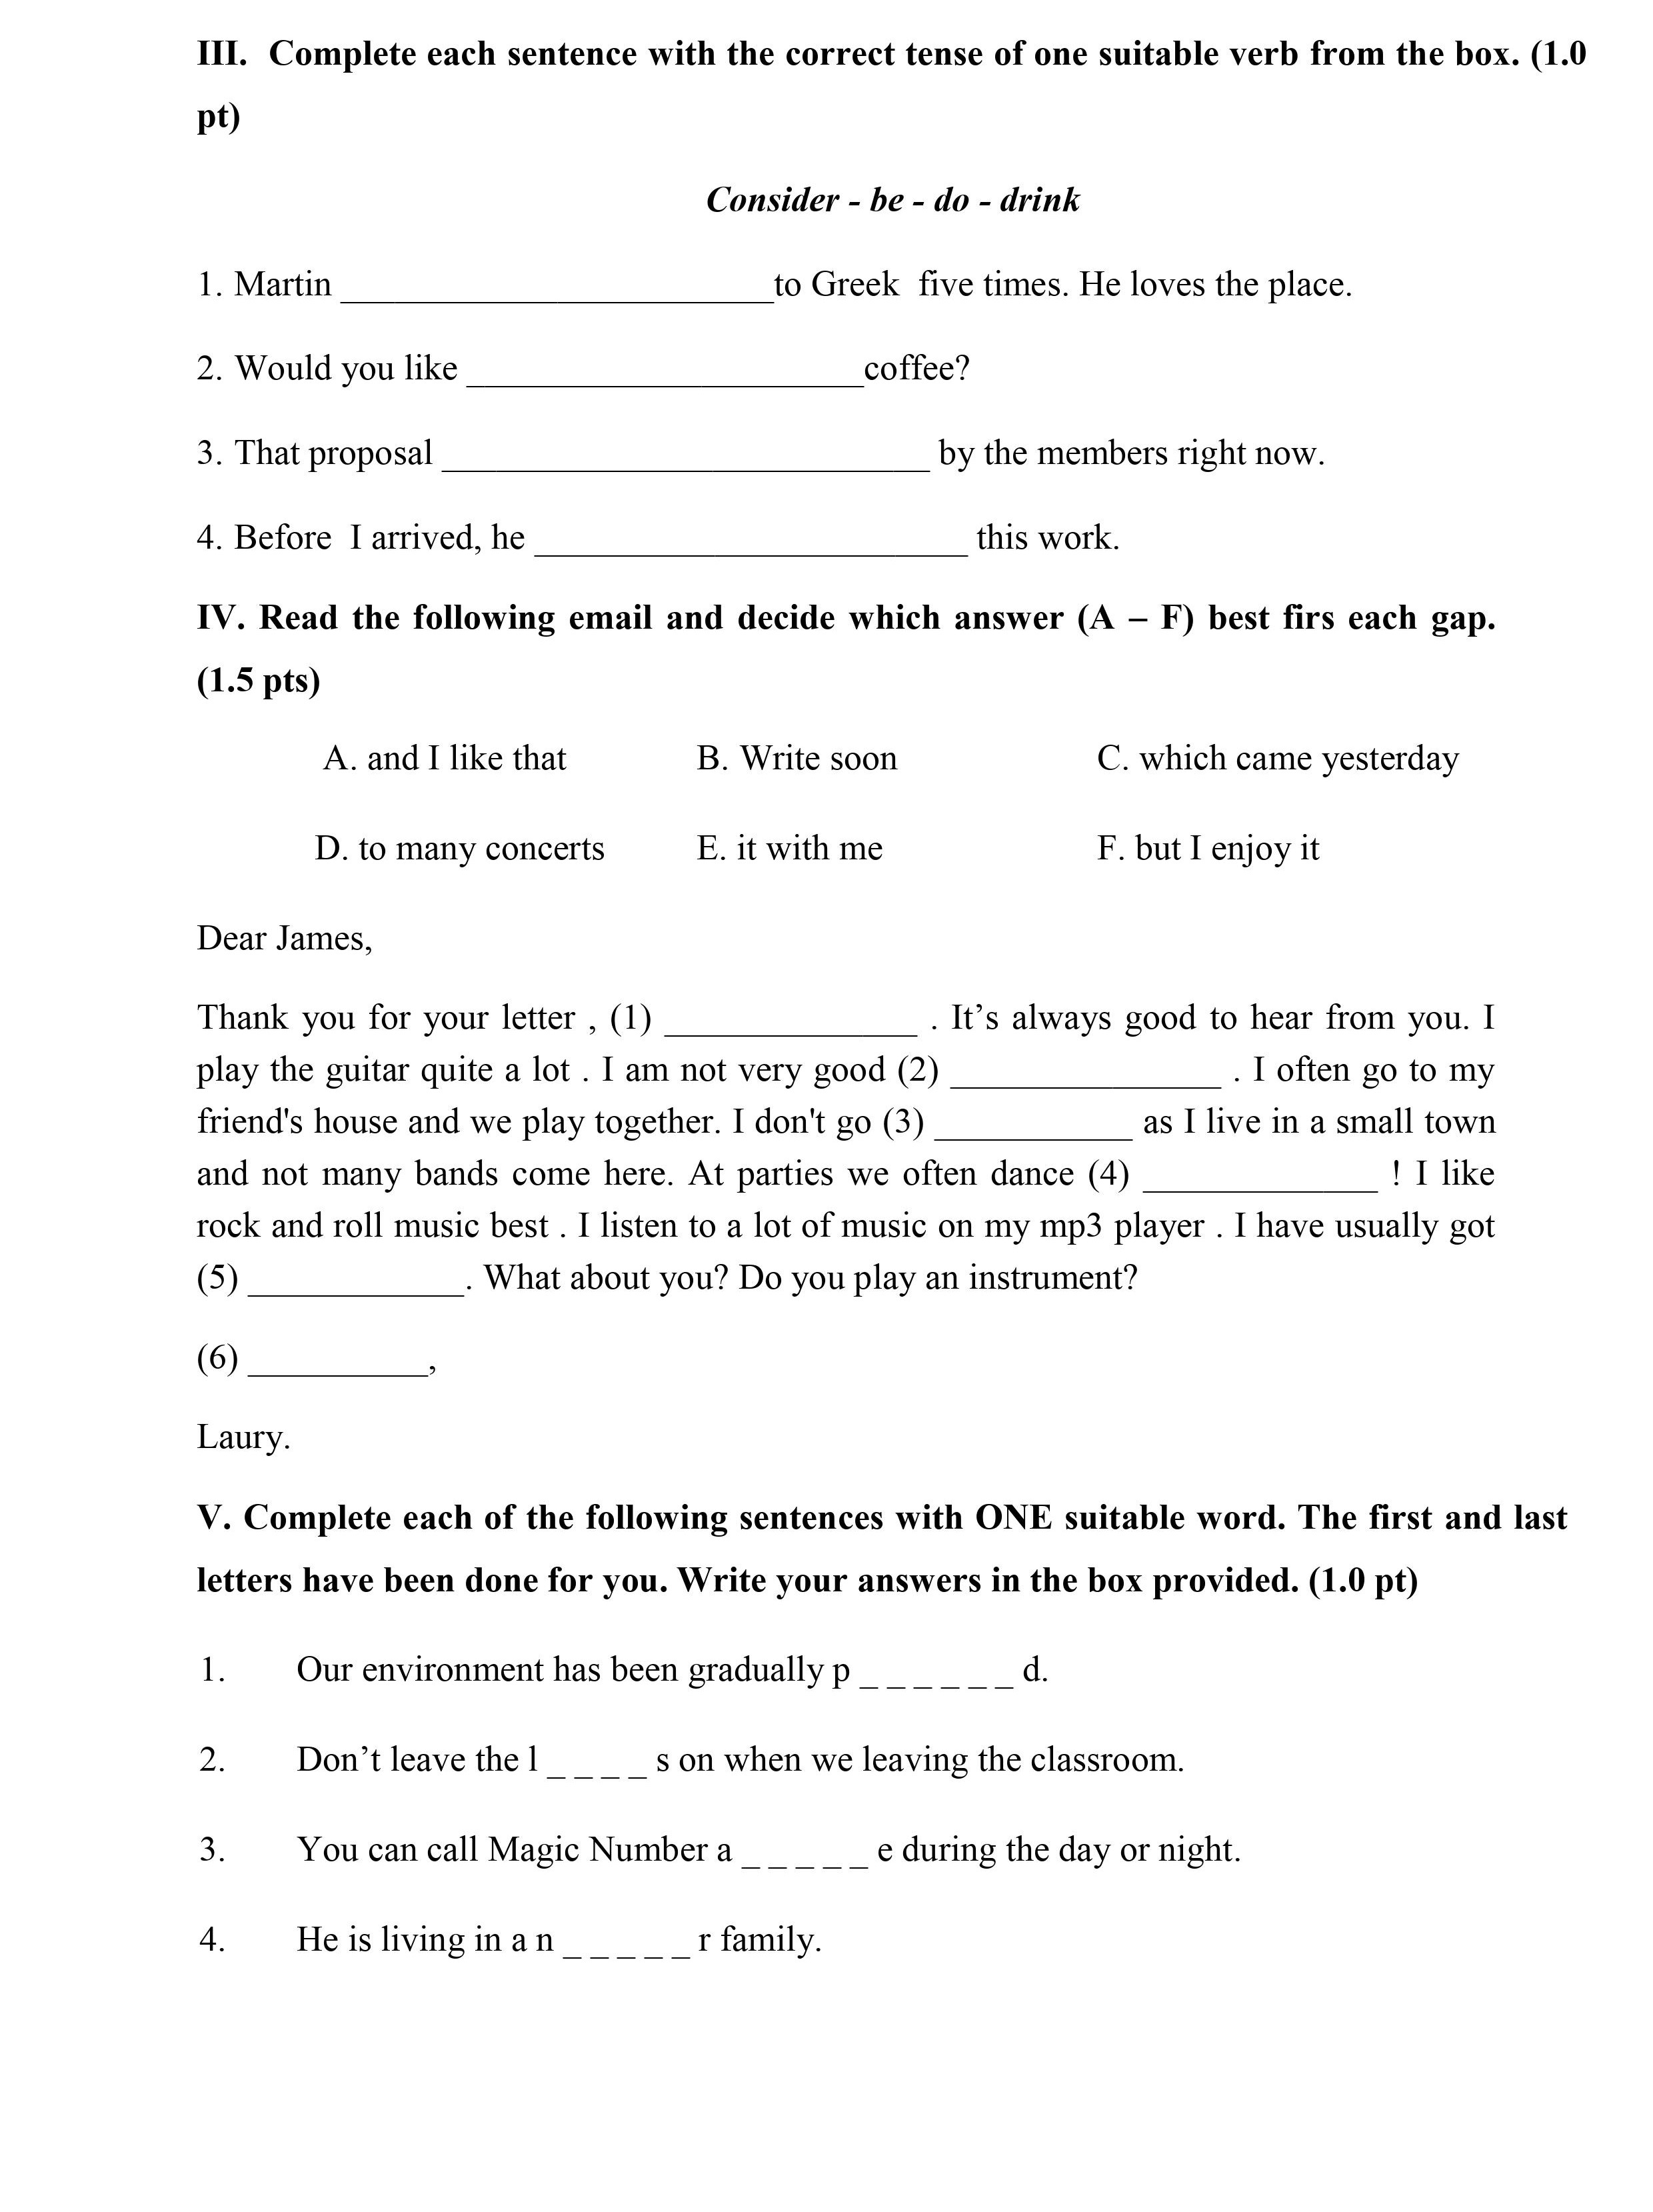 III. Complete each sentence with the correct tense of one suitable verb from the box. (1.0
pt)
Consider - be - do - drink
1. Martin ________________________to Greek five times. He loves the place.
2. Would you like ______________________coffee?
3. That proposal ___________________________ by the members right now.
4. Before I arrived, he ________________________ this work.
IV. Read the following email and decide which answer (A – F) best firs each gap.
(1.5 pts)
A. and I like that B. Write soon C. which came yesterday
D. to many concerts E. it with me F. but I enjoy it
Dear James,
Thank you for your letter , (1) ______________ . It’s always good to hear from you. I
play the guitar quite a lot . I am not very good (2) _______________ . I often go to my
friend's house and we play together. I don't go (3) ___________ as I live in a small town
and not many bands come here. At parties we often dance (4) _____________ ! I like
rock and roll music best . I listen to a lot of music on my mp3 player . I have usually got
(5) ____________. What about you? Do you play an instrument?
(6) __________,
Laury.
V. Complete each of the following sentences with ONE suitable word. The first and last
letters have been done for you. Write your answers in the box provided. (1.0 pt)
1. Our environment has been gradually p _ _ _ _ _ _ d.
2. Don’t leave the l _ _ _ _ s on when we leaving the classroom.
3. You can call Magic Number a _ _ _ _ _ e during the day or night.
4. He is living in a n _ _ _ _ _ r family.